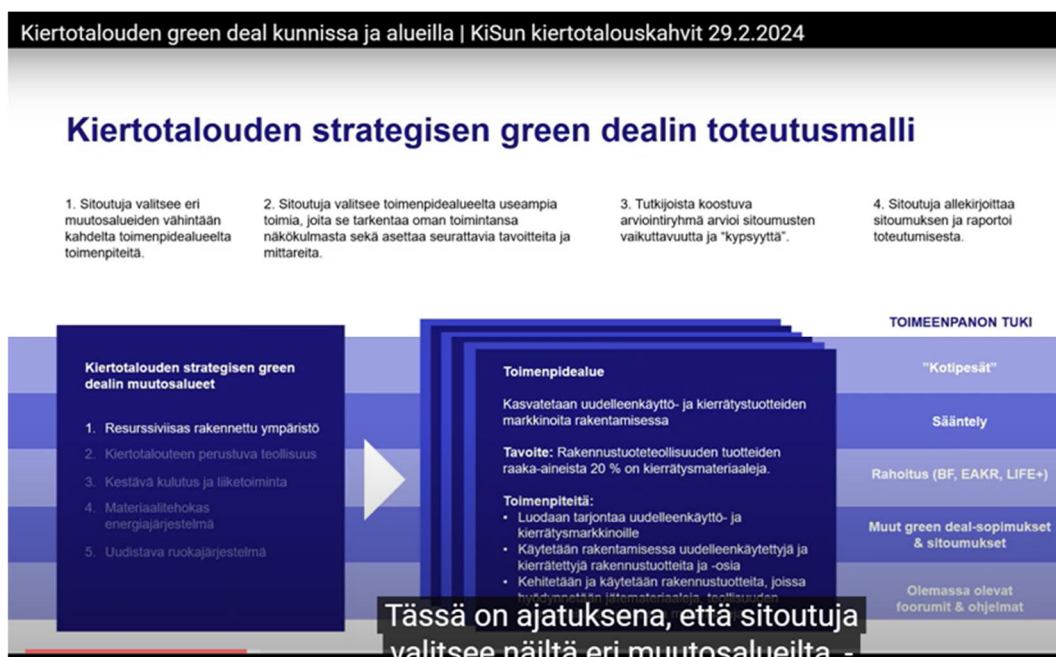 Kiertotalouden green deal kunnissa ja alueilla | KiSun kiertotalouskahvit 29.2.2024
Kiertotalouden strategisen green dealin toteutusmalli
1. Sitoutuja valitsee eri
muutosalueiden vähintään
kahdelta toimenpidealueelta
toimenpiteitä.
2. Sitoutuja valitsee toimenpidealueelta useampia
toimia, joita se tarkentaa oman toimintansa
näkökulmasta sekä asettaa seurattavia tavoitteita ja
mittareita.
3. Tutkijoista koostuva
arviointiryhmä arvioi sitoumusten
vaikuttavuutta ja "kypsyyttä".
4. Sitoutuja allekirjoittaa
sitoumuksen ja raportoi
toteutumisesta.
Kiertotalouden strategisen green
dealin muutosalueet
1. Resurssiviisas rakennettu ympäristö
2. Kiertotalouteen perustuva teollisuus
3. Kestävä kulutus ja liiketoiminta
4. Materiaalitehokas
energiajärjestelmä
5. Uudistava ruokajärjestelmä
Toimenpidealue
Kasvatetaan uudelleenkäyttö- ja kierrätystuotteiden
markkinoita rakentamisessa
Tavoite: Rakennustuoteteollisuuden tuotteiden
raaka-aineista 20 % on kierrätysmateriaaleja.
Toimenpiteitä:
• Luodaan tarjontaa uudelleenkäyttö- ja
kierrätysmarkkinoille
• Käytetään rakentamisessa uudelleenkäytettyjä ja
kierrätettyjä rakennustuotteita ja -osia
• Kehitetään ja käytetään rakennustuotteita, joissa
hyödynnetään jätemateriaaleja, teollisuuden
TOIMEENPANON TUKI
"Kotipesät"
Sääntely
Rahoitus (BF, EAKR, LIFE+)
Muut green deal-sopimukset
& sitoumukset
Olemassa olevat
foorumit & ohjelmat
Tässä on ajatuksena, että sitoutuja
valitsee näiltä eri muutosalueilta, -